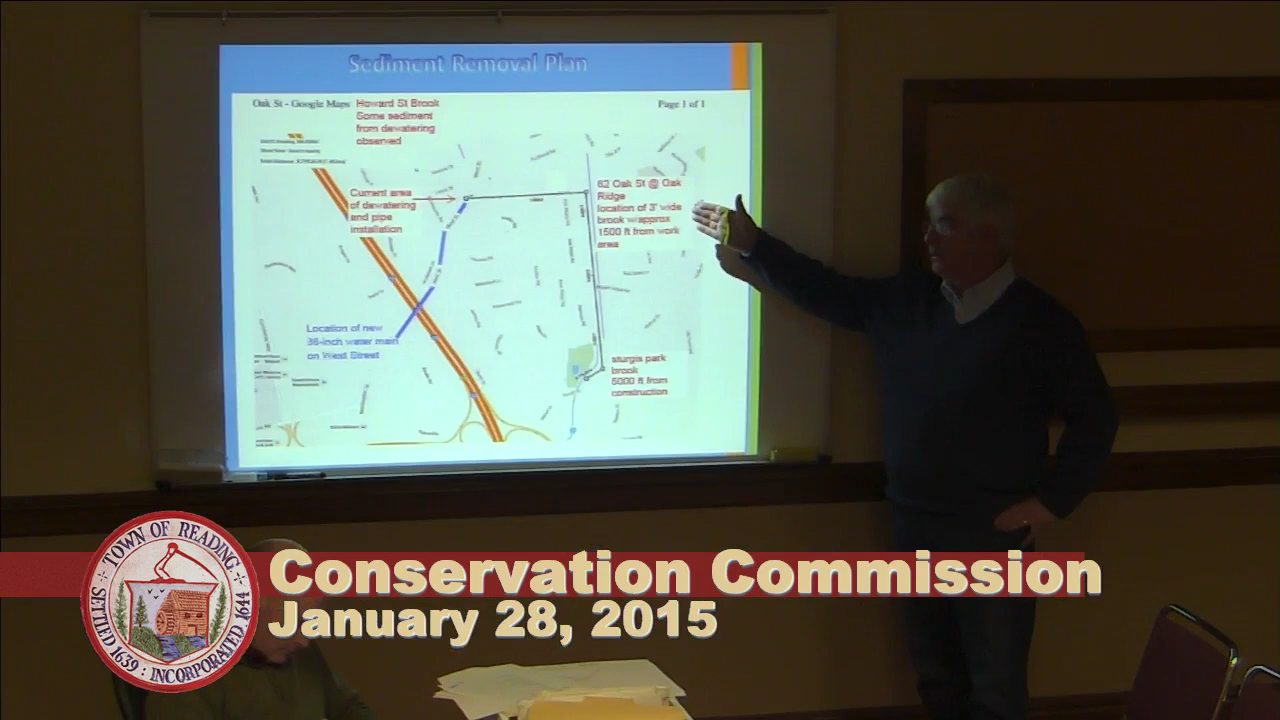 Sediment Removal Plan
Oak St - Google Maps
Page 1 of 1
Howard St Brook
Some sediment
from dewatering
observed
Current area
of dewatering
and pipe
installation
62 Oak St @ Oak
Ridge
location of 3' wide
brook w/approx
1500 ft from work
area
Location of new
36-inch water main
on West Street
sturgis park
brook
5000 ft from
construction
TOWN OF READING
SETTLED 1639 : INCORPORATED 1644
Conservation Commission
January 28, 2015